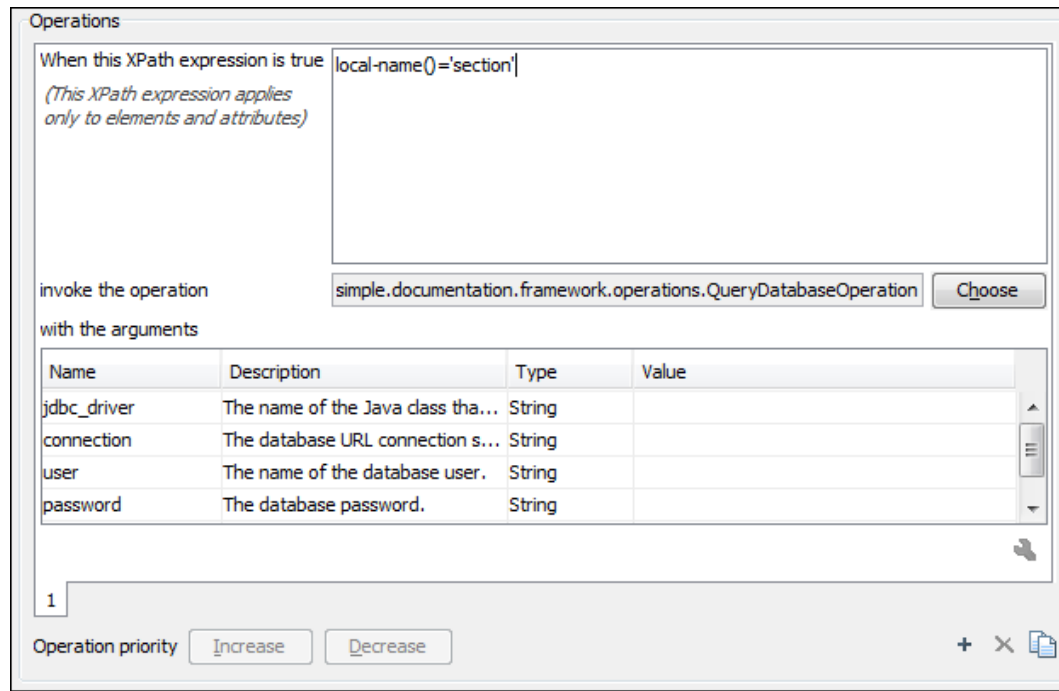 Operations
When this XPath expression is true
local-name()='section'
(This XPath expression applies
only to elements and attributes)
invoke the operation
simple.documentation.framework.operations.QueryDatabaseOperation
Choose
with the arguments
Name Description Type Value
jdbc_driver The name of the Java class tha... String
connection The database URL connection s... String
user The name of the database user. String
password The database password. String
1
Operation priority Increase Decrease